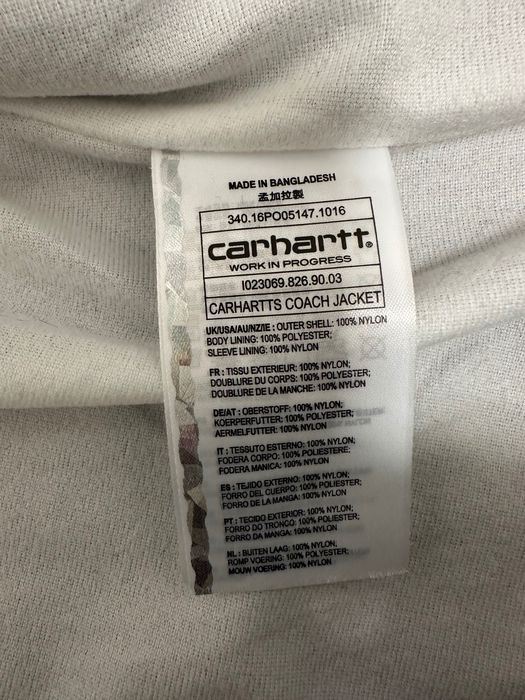 MADE IN BANGLADESH
孟加拉製
340.16PO05147.1016
carhartt®
WORK IN PROGRESS
I023069.826.90.03
CARHARTTS COACH JACKET
UK/USA/AU/NZ/IE : OUTER SHELL: 100% NYLON
BODY LINING: 100% POLYESTER;
SLEEVE LINING: 100% NYLON
FR : TISSU EXTERIEUR: 100% NYLON;
DOUBLURE DU CORPS: 100% POLYESTER;
DOUBLURE DE LA MANCHE: 100% NYLON
DE/AT : OBERSTOFF: 100% NYLON;
KOERPERFUTTER: 100% POLYESTER;
AERMELFUTTER: 100% NYLON
IT : TESSUTO ESTERNO: 100% NYLON;
FODERA CORPO: 100% POLIESTERE;
FODERA MANICA: 100% NYLON
ES : TEJIDO EXTERNO: 100% NYLON;
FORRO DEL CUERPO: 100% POLIESTER;
FORRO DE LA MANGA: 100% NYLON
PT : TECIDO EXTERIOR: 100% NYLON;
FORRO DO TRONCO: 100% POLIESTER;
FORRO DA MANGA: 100% NYLON
NL : BUITEN LAAG: 100% NYLON;
ROMP VOERING: 100% POLYESTER;
MOUW VOERING: 100% NYLON